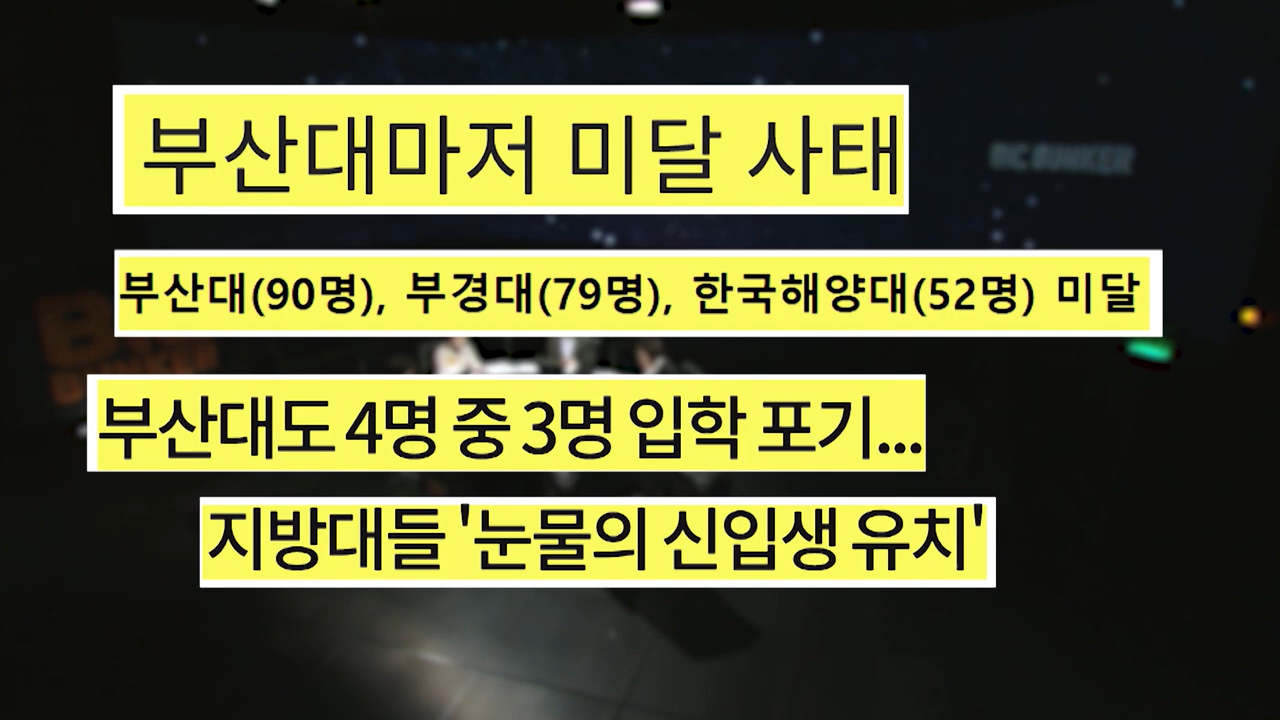 부산대마저 미달 사태
BIG BUNKER
부산대(90명), 부경대(79명), 한국해양대(52명) 미달
부산대도 4명 중 3명 입학 포기...
지방대들 '눈물의 신입생 유치'